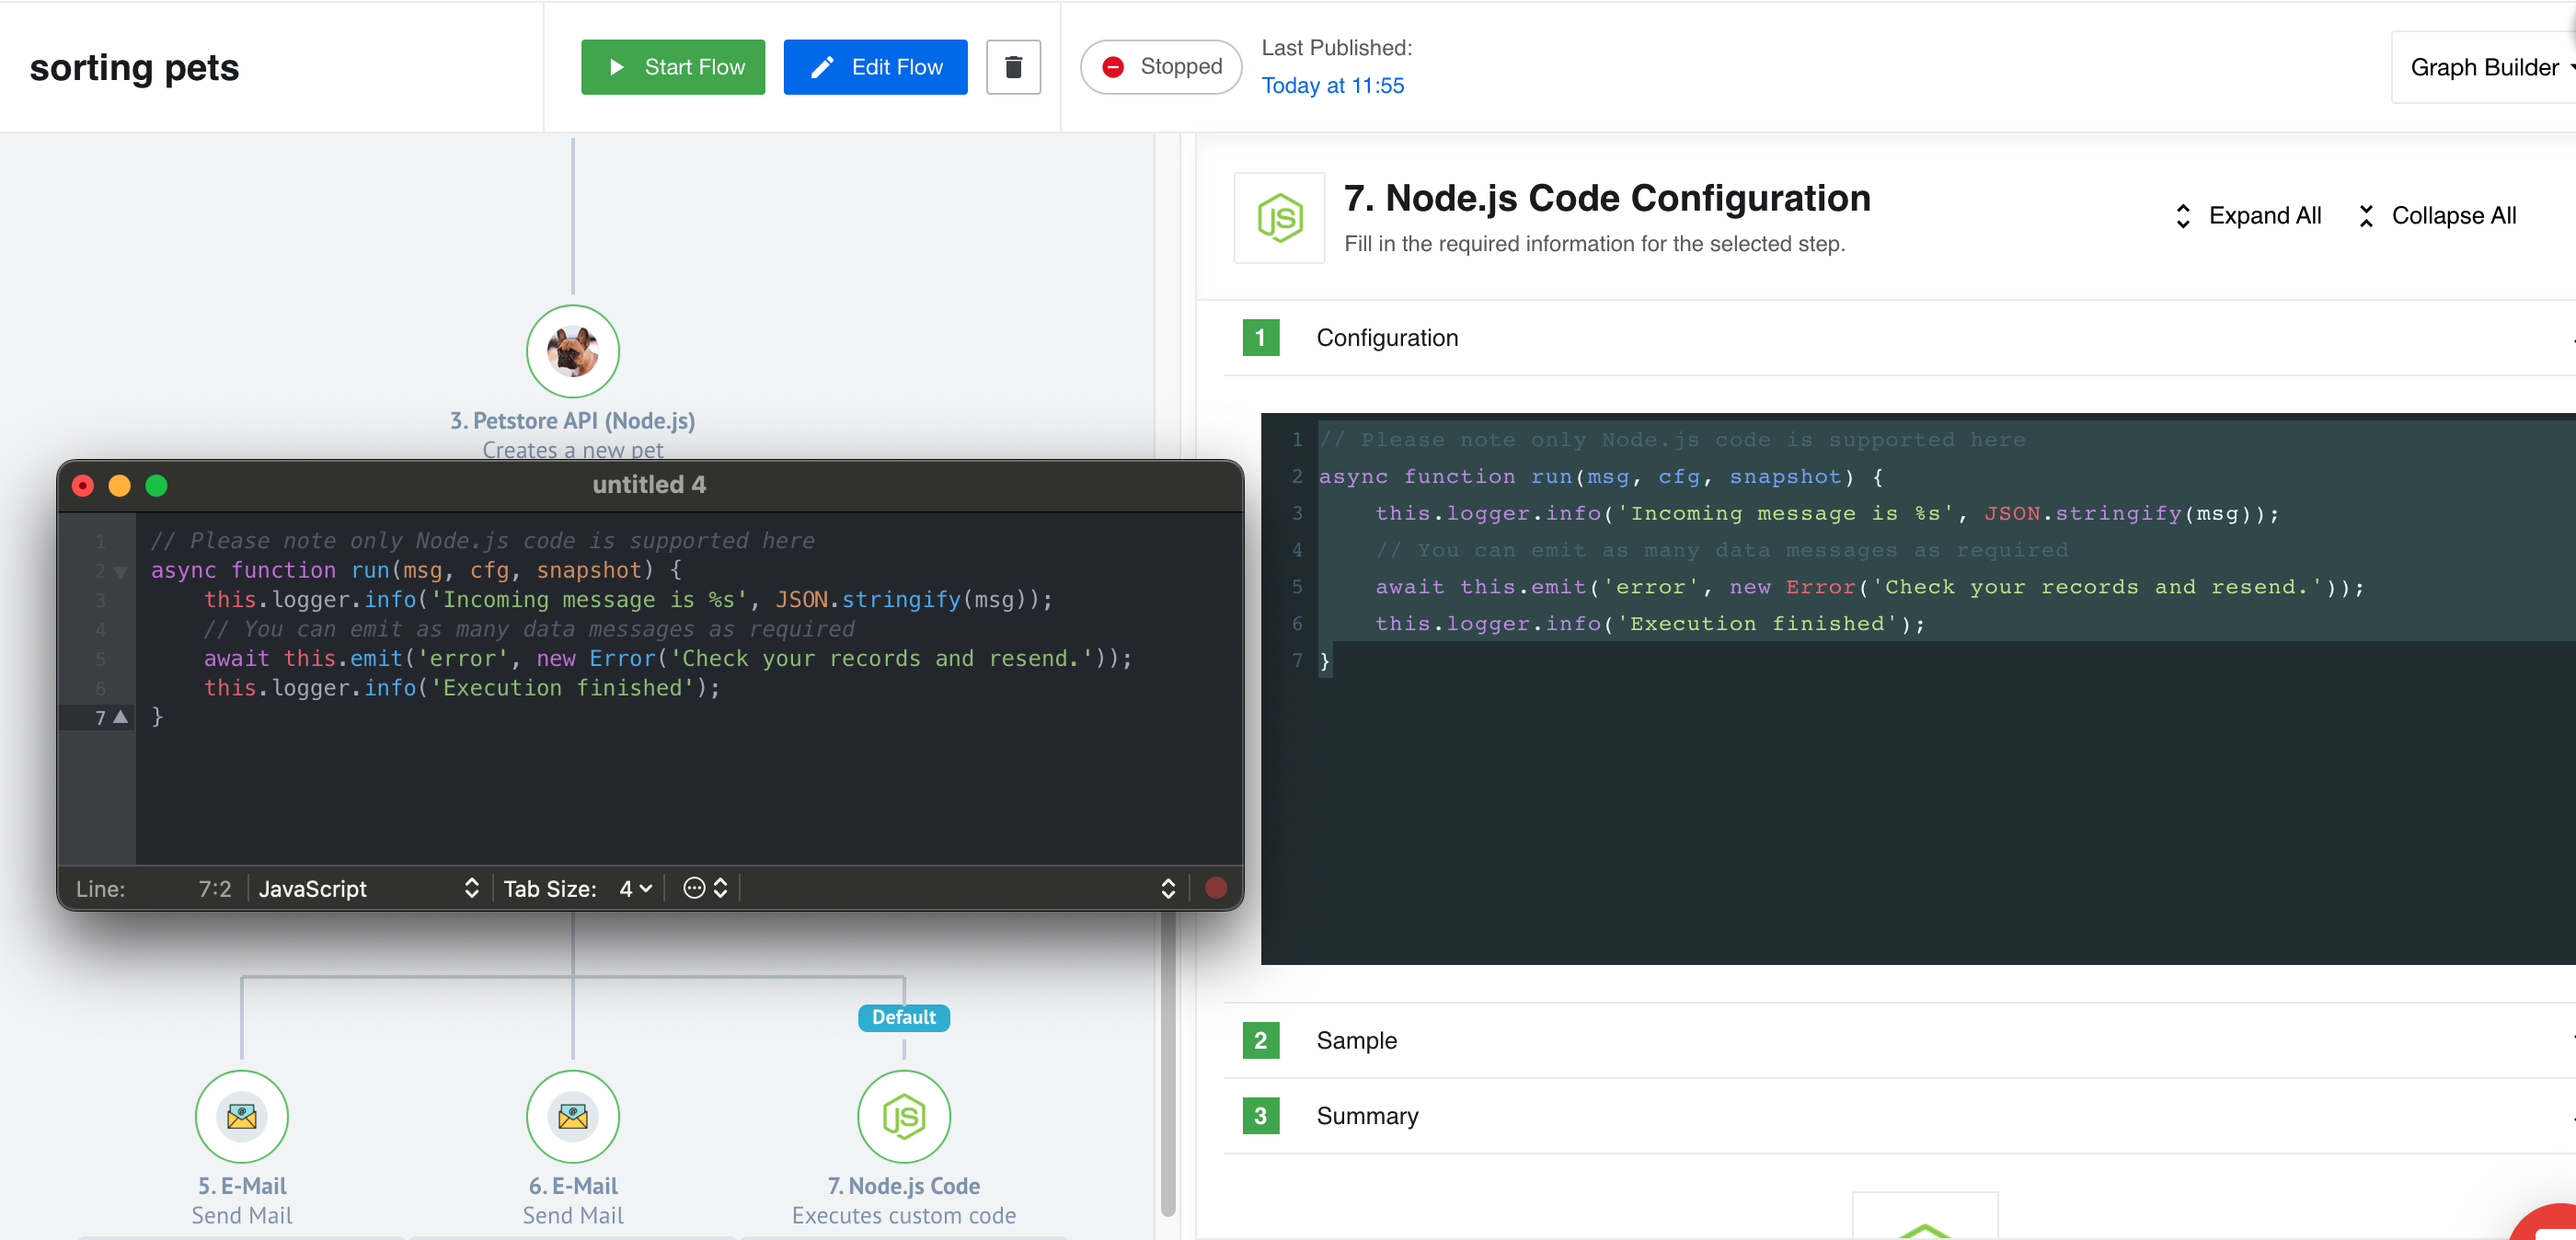 sorting pets
Start Flow
Edit Flow
Stopped
Last Published:
Today at 11:55
Graph Builder
3. Petstore API (Node.js)
Creates a new pet
untitled 4
1 // Please note only Node.js code is supported here
2 async function run(msg, cfg, snapshot) {
3 this.logger.info('Incoming message is %s', JSON.stringify(msg));
4 // You can emit as many data messages as required
5 await this.emit('error', new Error('Check your records and resend.'));
6 this.logger.info('Execution finished');
7 }
Line: 7:2 JavaScript Tab Size: 4
Default
5. E-Mail
Send Mail
6. E-Mail
Send Mail
JS
7. Node.js Code
Executes custom code
JS
7. Node.js Code Configuration
Fill in the required information for the selected step.
Expand All
Collapse All
1 Configuration
1 // Please note only Node.js code is supported here
2 async function run(msg, cfg, snapshot) {
3 this.logger.info('Incoming message is %s', JSON.stringify(msg));
4 // You can emit as many data messages as required
5 await this.emit('error', new Error('Check your records and resend.'));
6 this.logger.info('Execution finished');
7 }
2 Sample
3 Summary